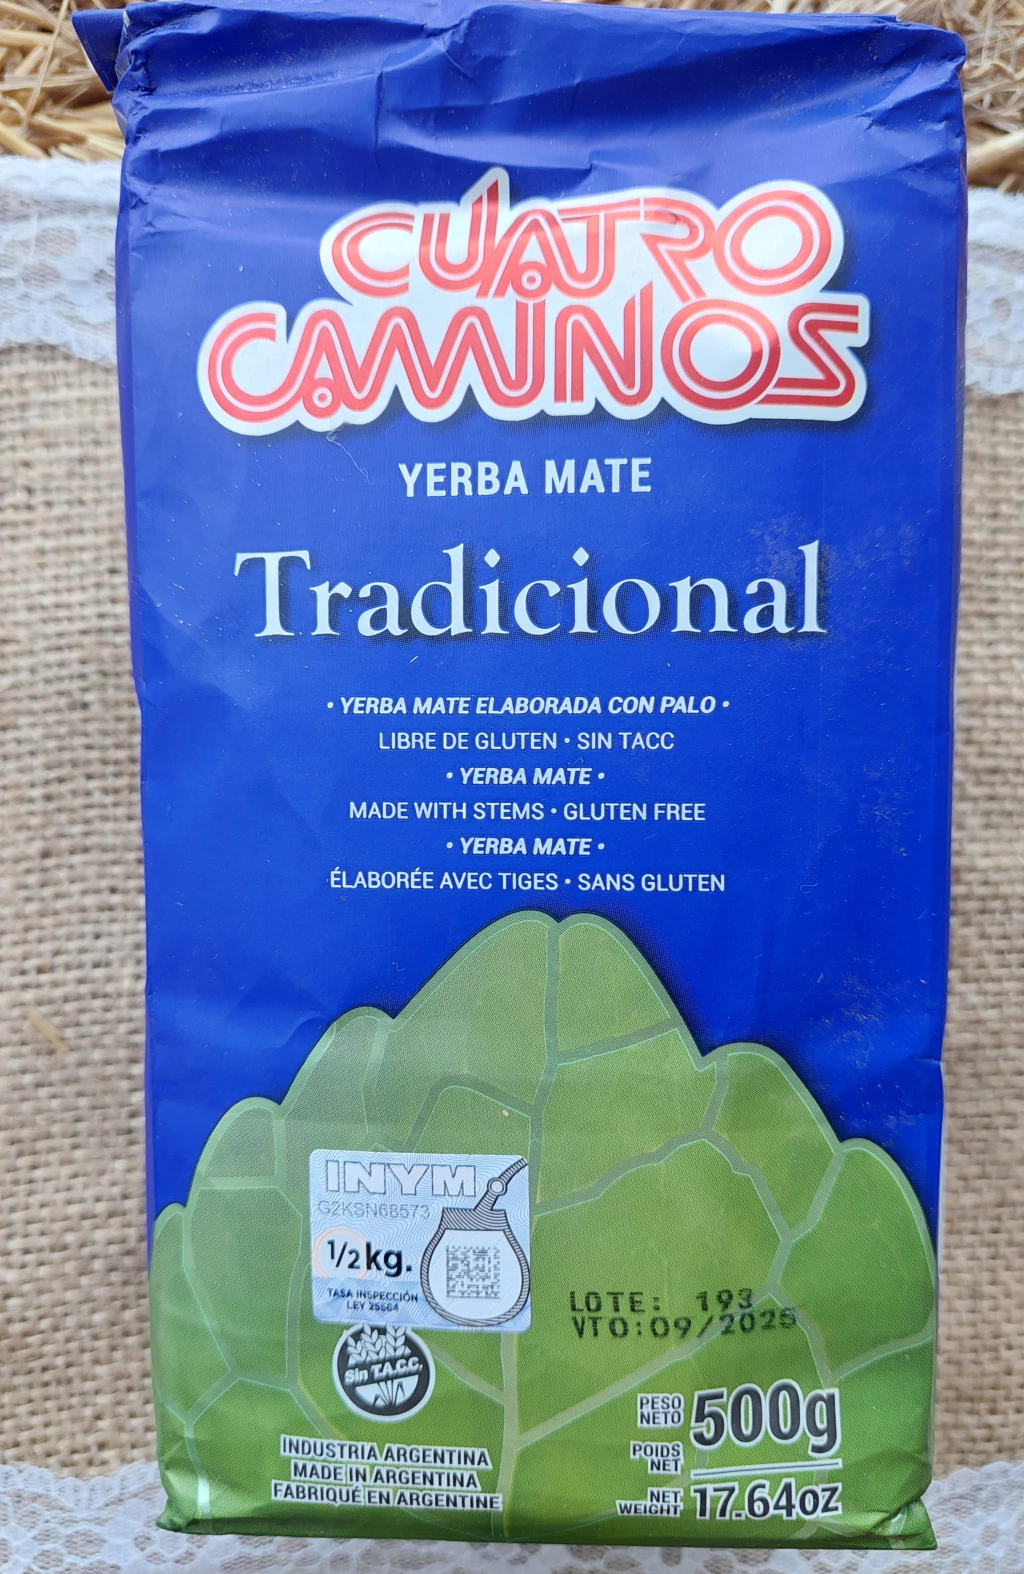 CUATRO
CAMINOS
YERBA MATE
Tradicional
• YERBA MATE ELABORADA CON PALO •
LIBRE DE GLUTEN • SIN TACC
• YERBA MATE •
MADE WITH STEMS • GLUTEN FREE
• YERBA MATE •
ÉLABORÉE AVEC TIGES • SANS GLUTEN
INYM
G2KSN68573
1/2 kg.
TASA INSPECCIÓN
LEY 25564
Sin T.A.C.C.
LOTE: 193
VTO:09/2025
INDUSTRIA ARGENTINA
MADE IN ARGENTINA
FABRIQUÉ EN ARGENTINE
PESO NETO 500g
POIDS NET
NET WEIGHT 17.64oz